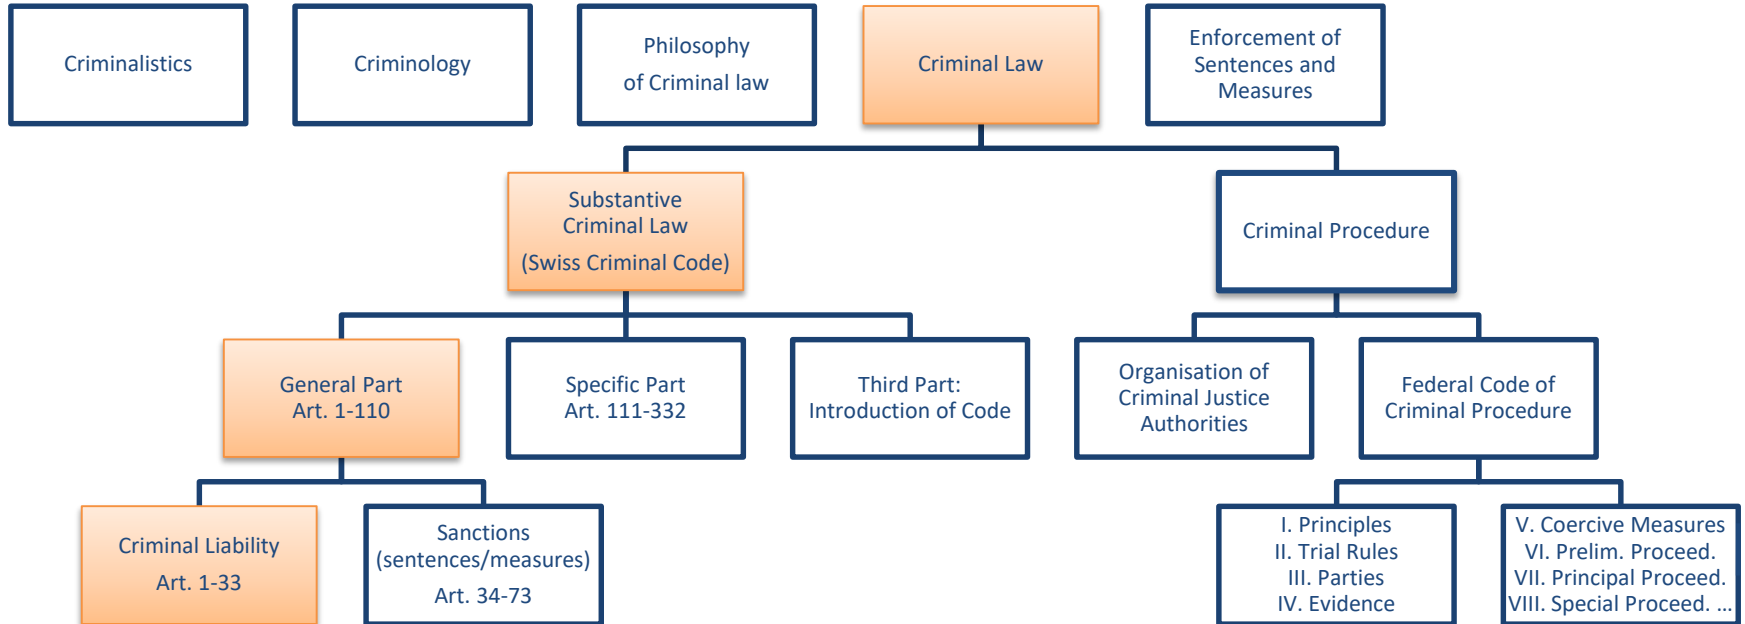 Criminalistics
Criminology
Philosophy
of Criminal law
Criminal Law
Enforcement of
Sentences and
Measures
Substantive
Criminal Law
(Swiss Criminal Code)
Criminal Procedure
General Part
Art. 1-110
Specific Part
Art. 111-332
Third Part:
Introduction of Code
Organisation of
Criminal Justice
Authorities
Federal Code of
Criminal Procedure
Criminal Liability
Art. 1-33
Sanctions
(sentences/measures)
Art. 34-73
I. Principles
II. Trial Rules
III. Parties
IV. Evidence
V. Coercive Measures
VI. Prelim. Proceed.
VII. Principal Proceed.
VIII. Special Proceed. ...